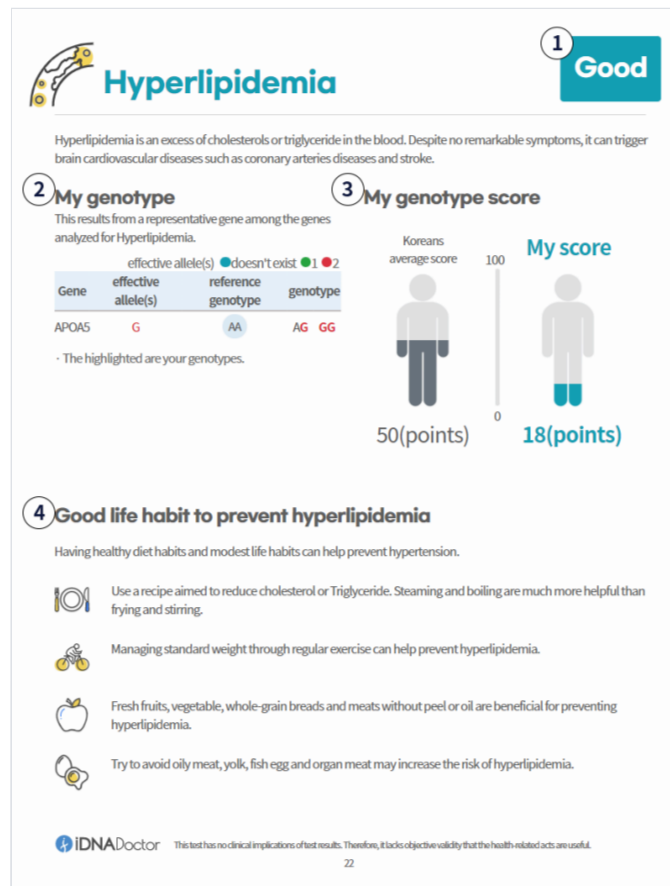 1
Good
Hyperlipidemia
Hyperlipidemia is an excess of cholesterols or triglyceride in the blood. Despite no remarkable symptoms, it can trigger
brain cardiovascular diseases such as coronary arteries diseases and stroke.
2 My genotype
This results from a representative gene among the genes
analyzed for Hyperlipidemia.
effective allele(s) doesn't exist 1 2
Gene effective allele(s) reference genotype genotype
APOA5 G AA AG GG
· The highlighted are your genotypes.
3 My genotype score
Koreans
average score
100
My score
0
50(points)
18(points)
4 Good life habit to prevent hyperlipidemia
Having healthy diet habits and modest life habits can help prevent hypertension.
Use a recipe aimed to reduce cholesterol or Triglyceride. Steaming and boiling are much more helpful than
frying and stirring.
Managing standard weight through regular exercise can help prevent hyperlipidemia.
Fresh fruits, vegetable, whole-grain breads and meats without peel or oil are beneficial for preventing
hyperlipidemia.
Try to avoid oily meat, yolk, fish egg and organ meat may increase the risk of hyperlipidemia.
iDNADoctor This test has no clinical implications of test results. Therefore, it lacks objective validity that the health-related acts are useful.
22